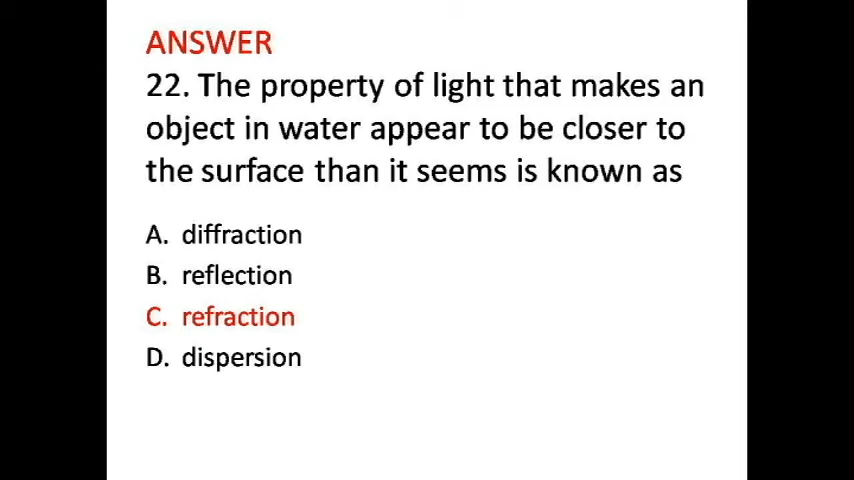 ANSWER
22. The property of light that makes an
object in water appear to be closer to
the surface than it seems is known as
A. diffraction
B. reflection
C. refraction
D. dispersion